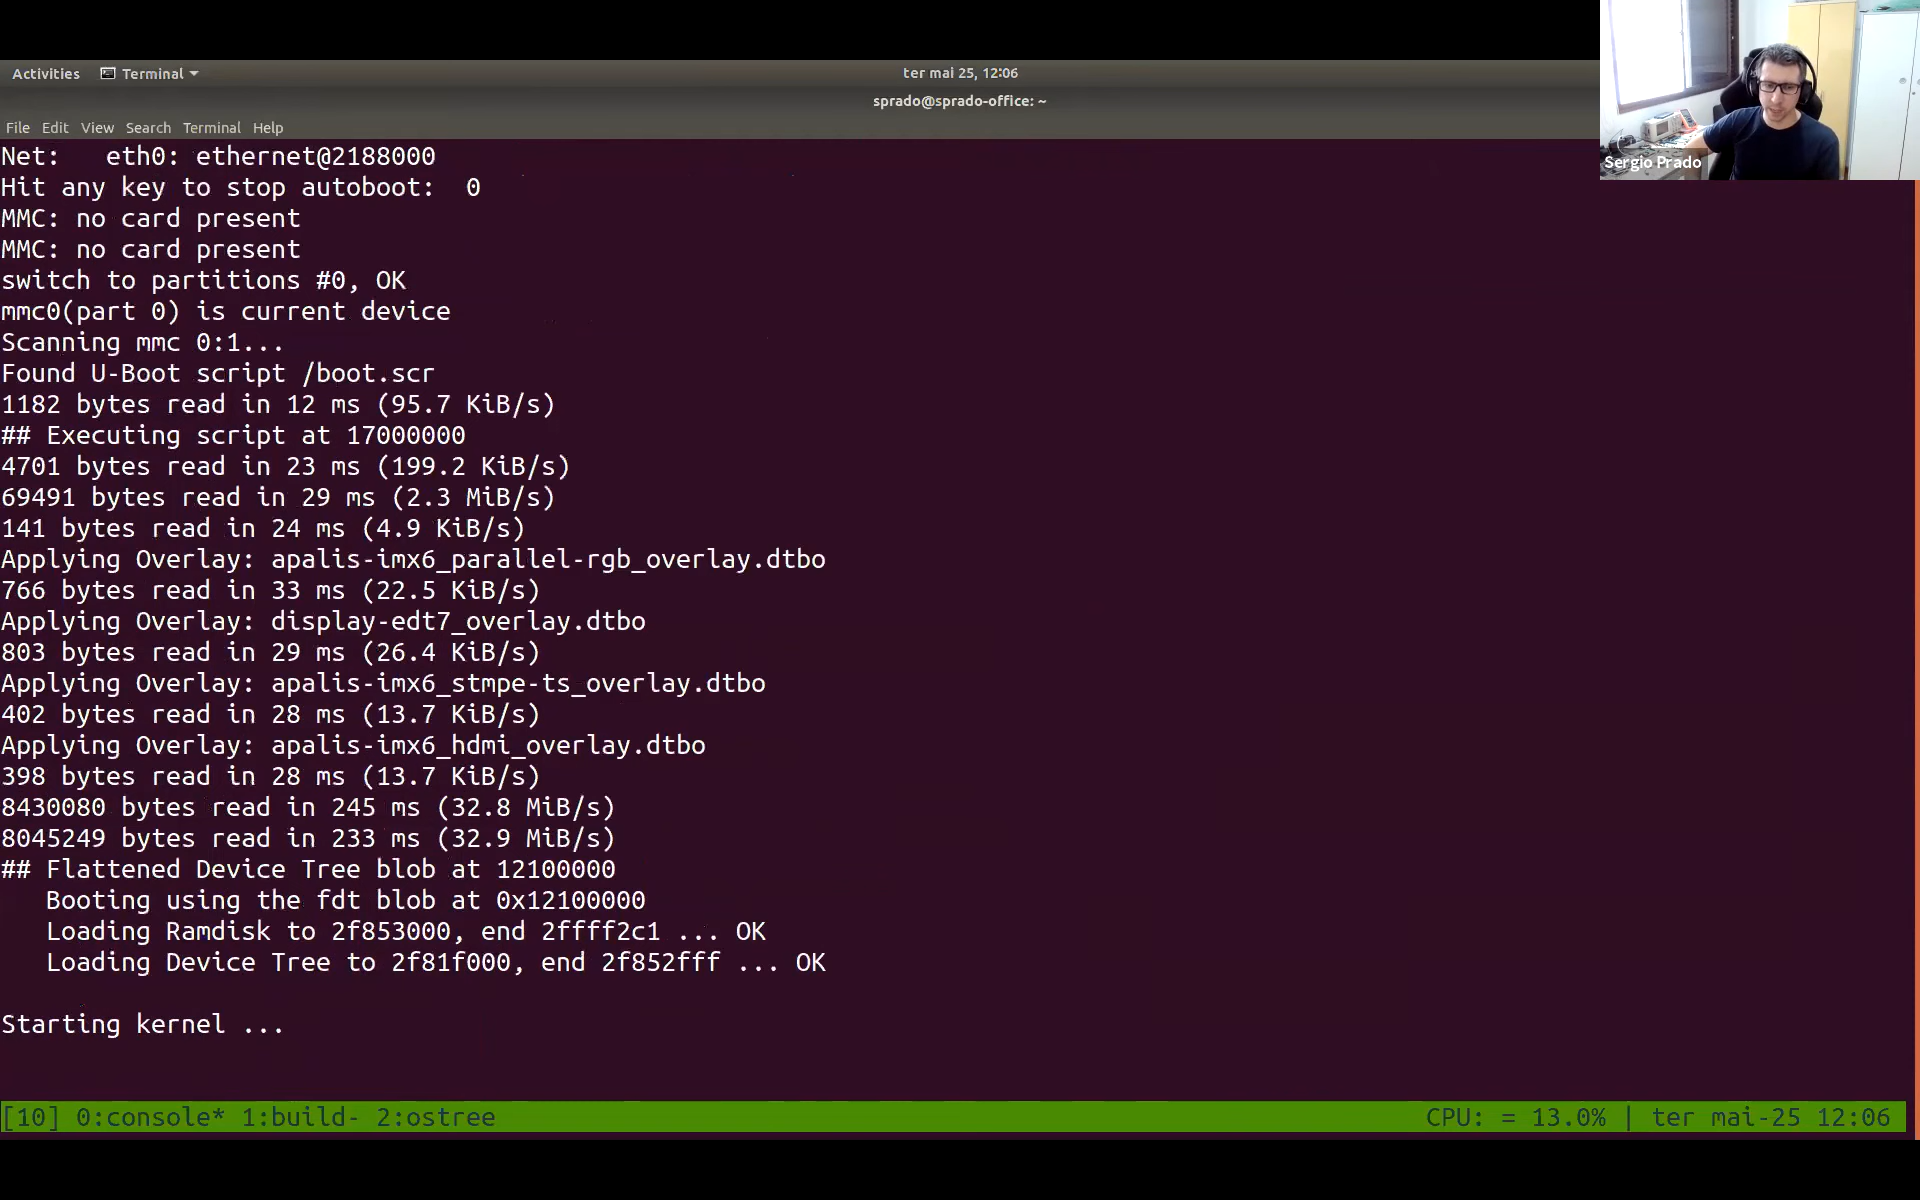 Activities Terminal ter mai 25, 12:06
sprado@sprado-office: ~
File Edit View Search Terminal Help
Sergio Prado
Net:   eth0: ethernet@2188000
Hit any key to stop autoboot:  0
MMC: no card present
MMC: no card present
switch to partitions #0, OK
mmc0(part 0) is current device
Scanning mmc 0:1...
Found U-Boot script /boot.scr
1182 bytes read in 12 ms (95.7 KiB/s)
## Executing script at 17000000
4701 bytes read in 23 ms (199.2 KiB/s)
69491 bytes read in 29 ms (2.3 MiB/s)
141 bytes read in 24 ms (4.9 KiB/s)
Applying Overlay: apalis-imx6_parallel-rgb_overlay.dtbo
766 bytes read in 33 ms (22.5 KiB/s)
Applying Overlay: display-edt7_overlay.dtbo
803 bytes read in 29 ms (26.4 KiB/s)
Applying Overlay: apalis-imx6_stmpe-ts_overlay.dtbo
402 bytes read in 28 ms (13.7 KiB/s)
Applying Overlay: apalis-imx6_hdmi_overlay.dtbo
398 bytes read in 28 ms (13.7 KiB/s)
8430080 bytes read in 245 ms (32.8 MiB/s)
8045249 bytes read in 233 ms (32.9 MiB/s)
## Flattened Device Tree blob at 12100000
   Booting using the fdt blob at 0x12100000
   Loading Ramdisk to 2f853000, end 2ffff2c1 ... OK
   Loading Device Tree to 2f81f000, end 2f852fff ... OK
Starting kernel ...
[10] 0:console* 1:build- 2:ostree CPU: = 13.0% | ter mai-25 12:06